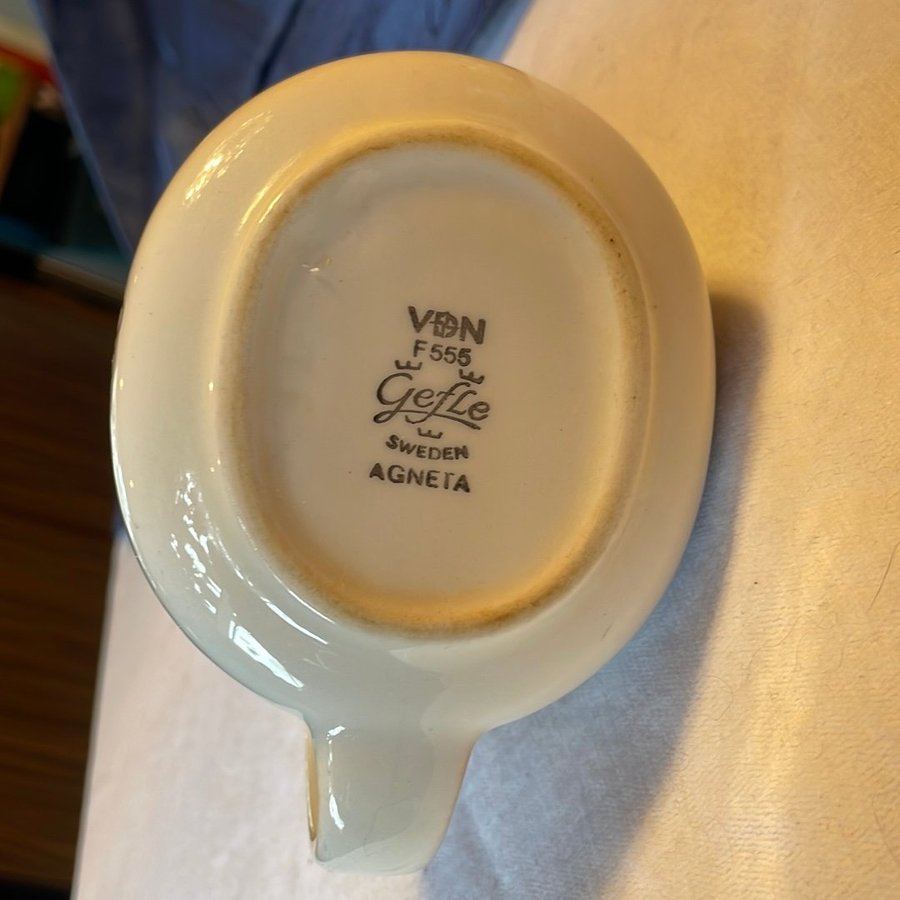 VDN
F555
Gefle
SWEDEN
AGNETA